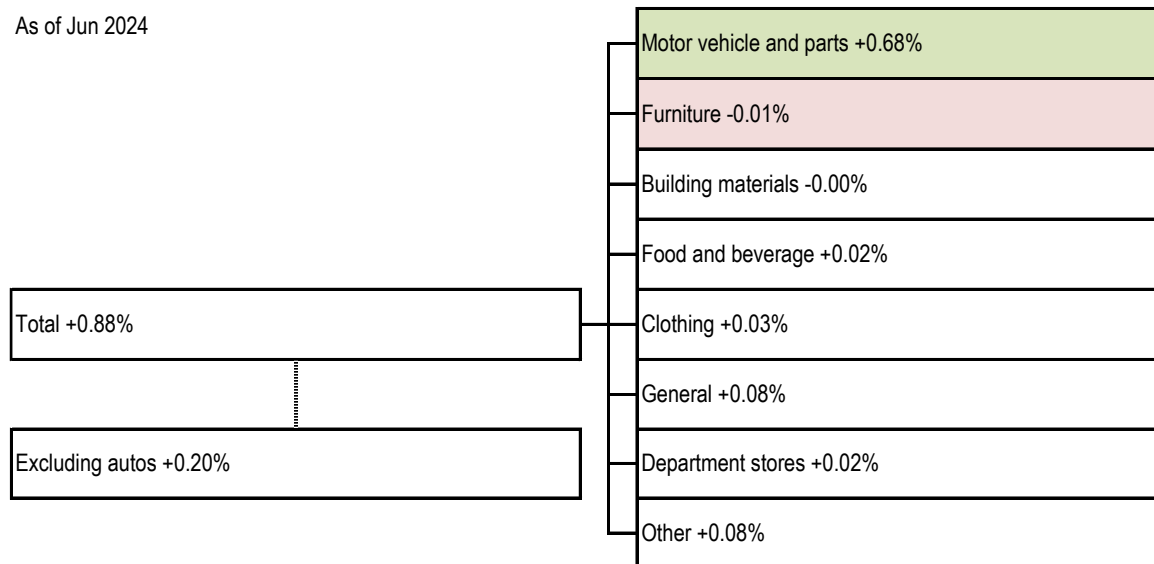 As of Jun 2024
Motor vehicle and parts +0.68%
Furniture -0.01%
Building materials -0.00%
Food and beverage +0.02%
Total +0.88%
Clothing +0.03%
General +0.08%
Excluding autos +0.20%
Department stores +0.02%
Other +0.08%